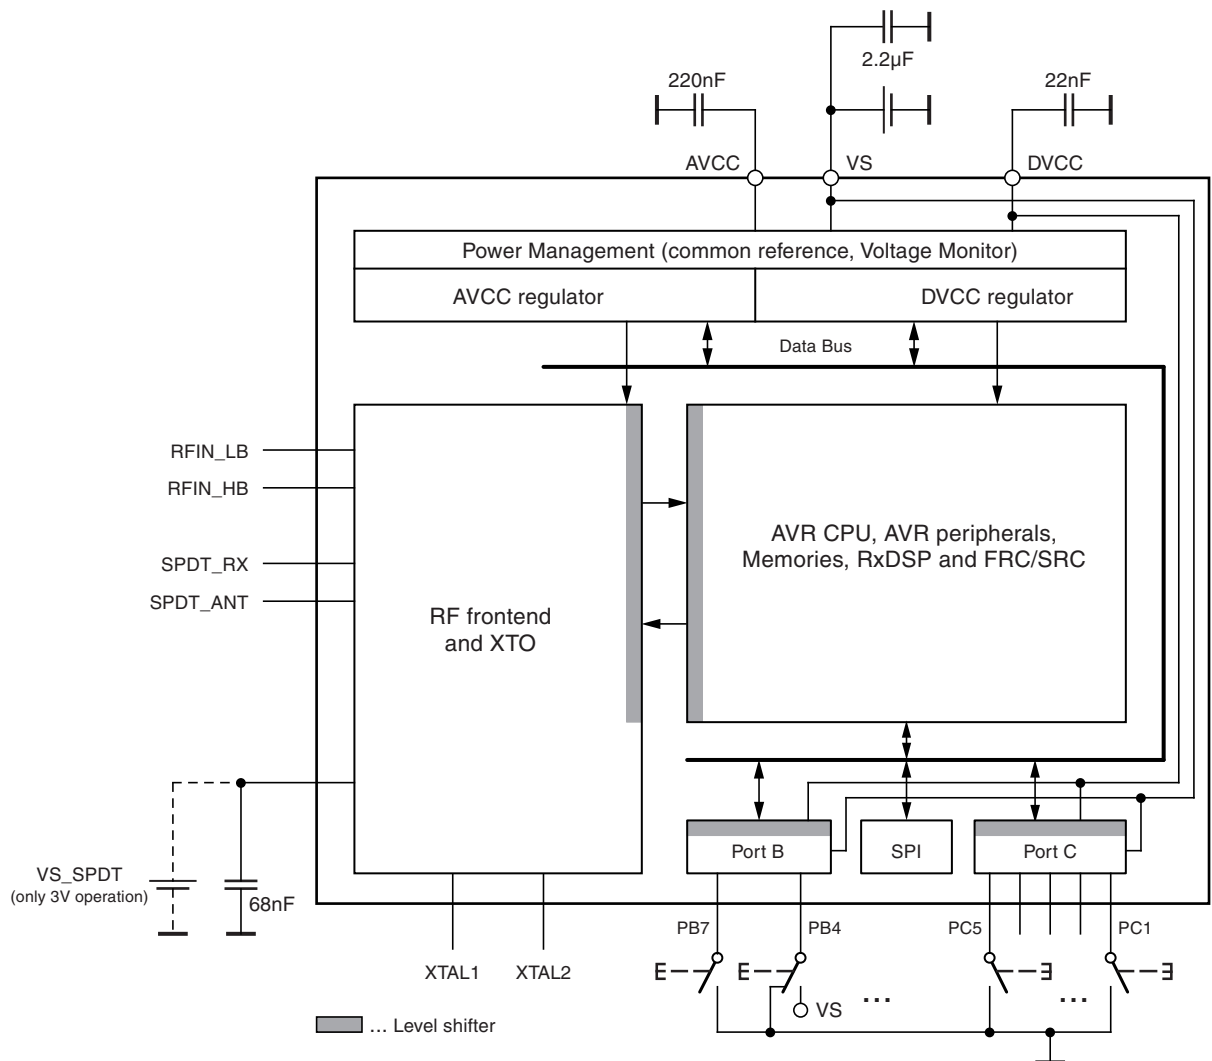 2.2µF
220nF
22nF
AVCC
VS
DVCC
Power Management (common reference, Voltage Monitor)
AVCC regulator
DVCC regulator
Data Bus
RFIN_LB
RFIN_HB
SPDT_RX
SPDT_ANT
RF frontend
and XTO
AVR CPU, AVR peripherals,
Memories, RxDSP and FRC/SRC
VS_SPDT
(only 3V operation)
68nF
Port B
SPI
Port C
PB7
PB4
PC5
PC1
XTAL1
XTAL2
VS
...
...
... Level shifter